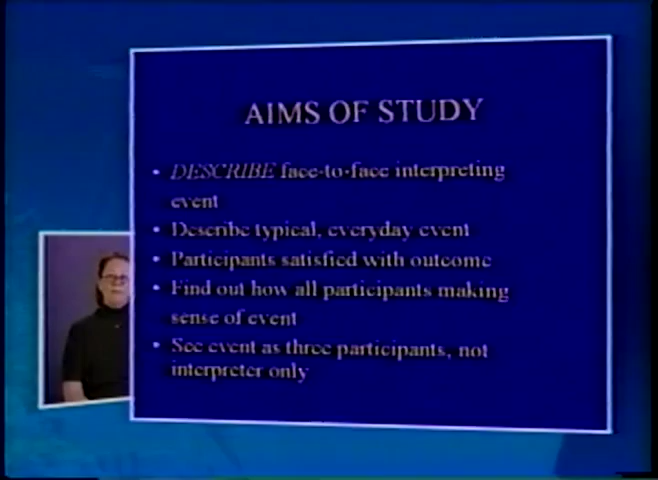 AIMS OF STUDY
• DESCRIBE face-to-face interpreting
event
• Describe typical, everyday event
• Participants satisfied with outcome
• Find out how all participants making
sense of event
• See event as three participants, not
interpreter only